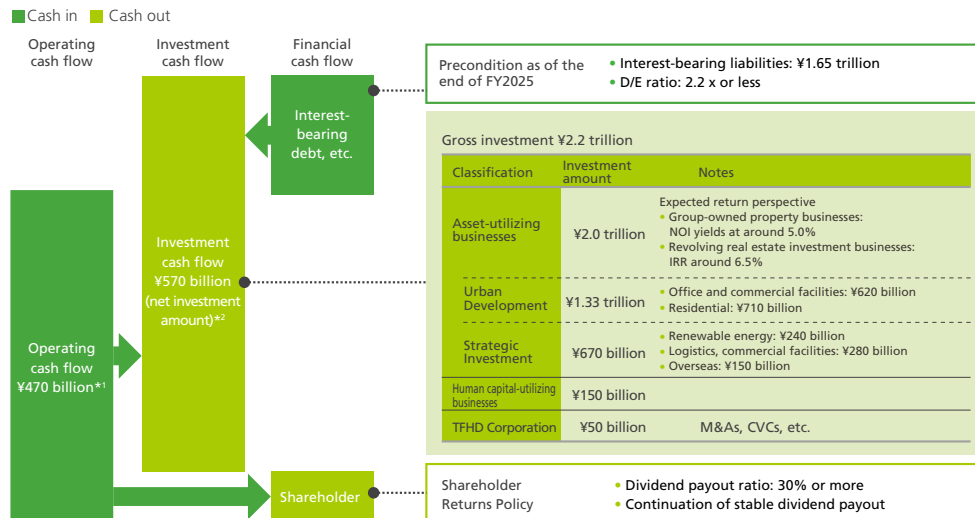 Cash in Cash out
Operating
cash flow
Investment
cash flow
Financial
cash flow
Interest-
bearing
debt, etc.
Investment
cash flow
¥570 billion
(net investment
amount)*2
Operating
cash flow
¥470 billion*1
Shareholder
Precondition as of the
end of FY2025
• Interest-bearing liabilities: ¥1.65 trillion
• D/E ratio: 2.2 x or less
Gross investment ¥2.2 trillion
Classification
Investment
amount
Notes
Asset-utilizing
businesses
¥2.0 trillion
Expected return perspective
• Group-owned property businesses:
NOI yields at around 5.0%
• Revolving real estate investment businesses:
IRR around 6.5%
Urban
Development
¥1.33 trillion
• Office and commercial facilities: ¥620 billion
• Residential: ¥710 billion
Strategic
Investment
¥670 billion
• Renewable energy: ¥240 billion
• Logistics, commercial facilities: ¥280 billion
• Overseas: ¥150 billion
Human capital-utilizing
businesses
¥150 billion
TFHD Corporation
¥50 billion
M&As, CVCs, etc.
Shareholder
Returns Policy
• Dividend payout ratio: 30% or more
• Continuation of stable dividend payout